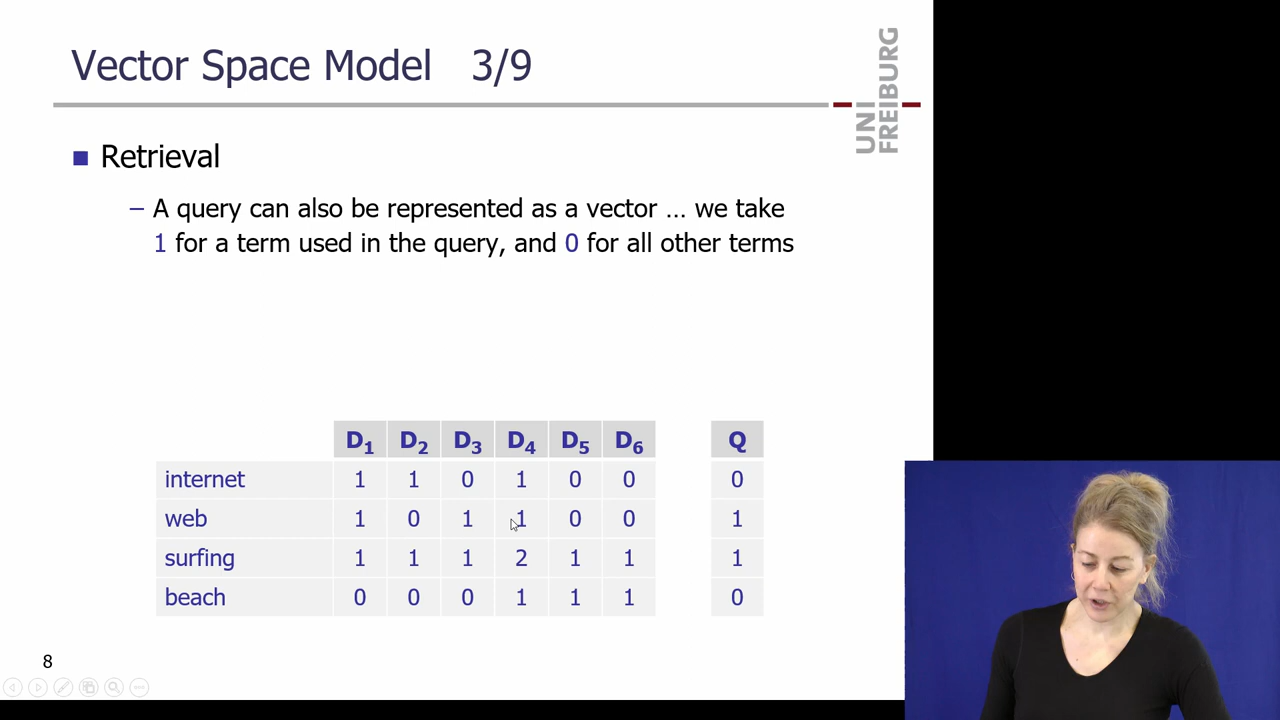 Vector Space Model 3/9
UNI
FREIBURG
■ Retrieval
– A query can also be represented as a vector … we take
1 for a term used in the query, and 0 for all other terms
D₁ D₂ D₃ D₄ D₅ D₆ Q
internet 1 1 0 1 0 0 0
web 1 0 1 1 0 0 1
surfing 1 1 1 2 1 1 1
beach 0 0 0 1 1 1 0
8